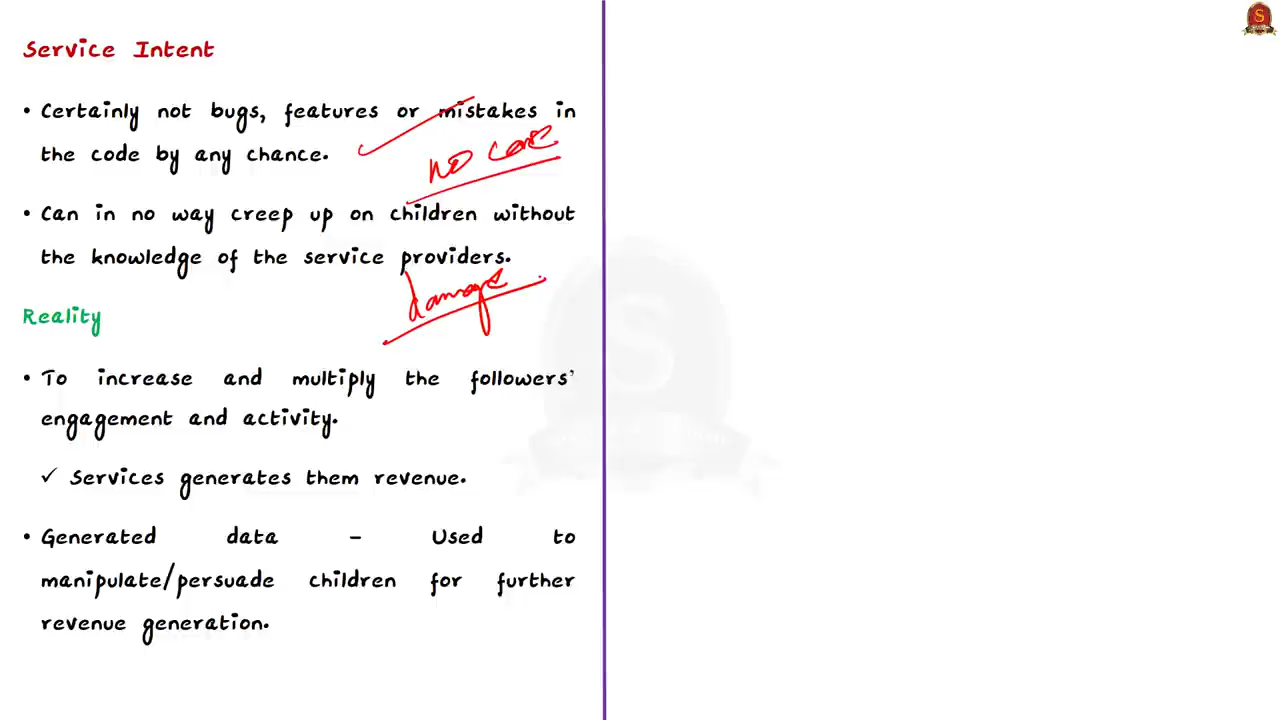 Service Intent
• Certainly not bugs, features or mistakes in
the code by any chance.
no care
• Can in no way creep up on children without
the knowledge of the service providers.
damage
Reality
• To increase and multiply the followers'
engagement and activity.
✓ Services generates them revenue.
• Generated data – Used to
manipulate/persuade children for further
revenue generation.
S
S